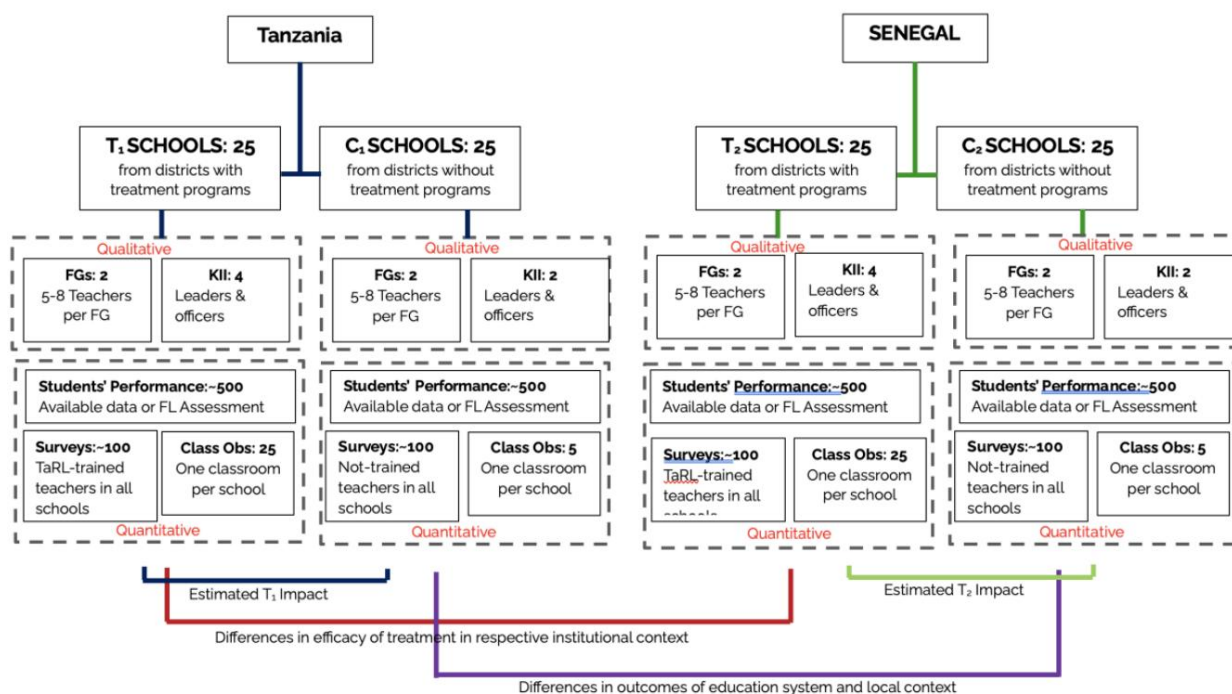 Tanzania
SENEGAL
T₁ SCHOOLS: 25
from districts with
treatment programs
C₁ SCHOOLS: 25
from districts without
treatment programs
T₂ SCHOOLS: 25
from districts with
treatment programs
C₂ SCHOOLS: 25
from districts without
treatment programs
Qualitative
FGs: 2
5-8 Teachers
per FG
KII: 4
Leaders &
officers
Qualitative
FGs: 2
5-8 Teachers
per FG
KII: 2
Leaders &
officers
Qualitative
FGs: 2
5-8 Teachers
per FG
KII: 4
Leaders &
officers
Qualitative
FGs: 2
5-8 Teachers
per FG
KII: 2
Leaders &
officers
Students' Performance:~500
Available data or FL Assessment
Surveys:~100
TaRL-trained
teachers in all
schools
Class Obs: 25
One classroom
per school
Quantitative
Students' Performance:~500
Available data or FL Assessment
Surveys:~100
Not-trained
teachers in all
schools
Class Obs: 5
One classroom
per school
Quantitative
Students' Performance:~500
Available data or FL Assessment
Surveys:~100
TaRL-trained
teachers in all
Class Obs: 25
One classroom
per school
Quantitative
Students' Performance:~500
Available data or FL Assessment
Surveys:~100
Not-trained
teachers in all
schools
Class Obs: 5
One classroom
per school
Quantitative
Estimated T₁ Impact
Estimated T₂ Impact
Differences in efficacy of treatment in respective institutional context
Differences in outcomes of education system and local context